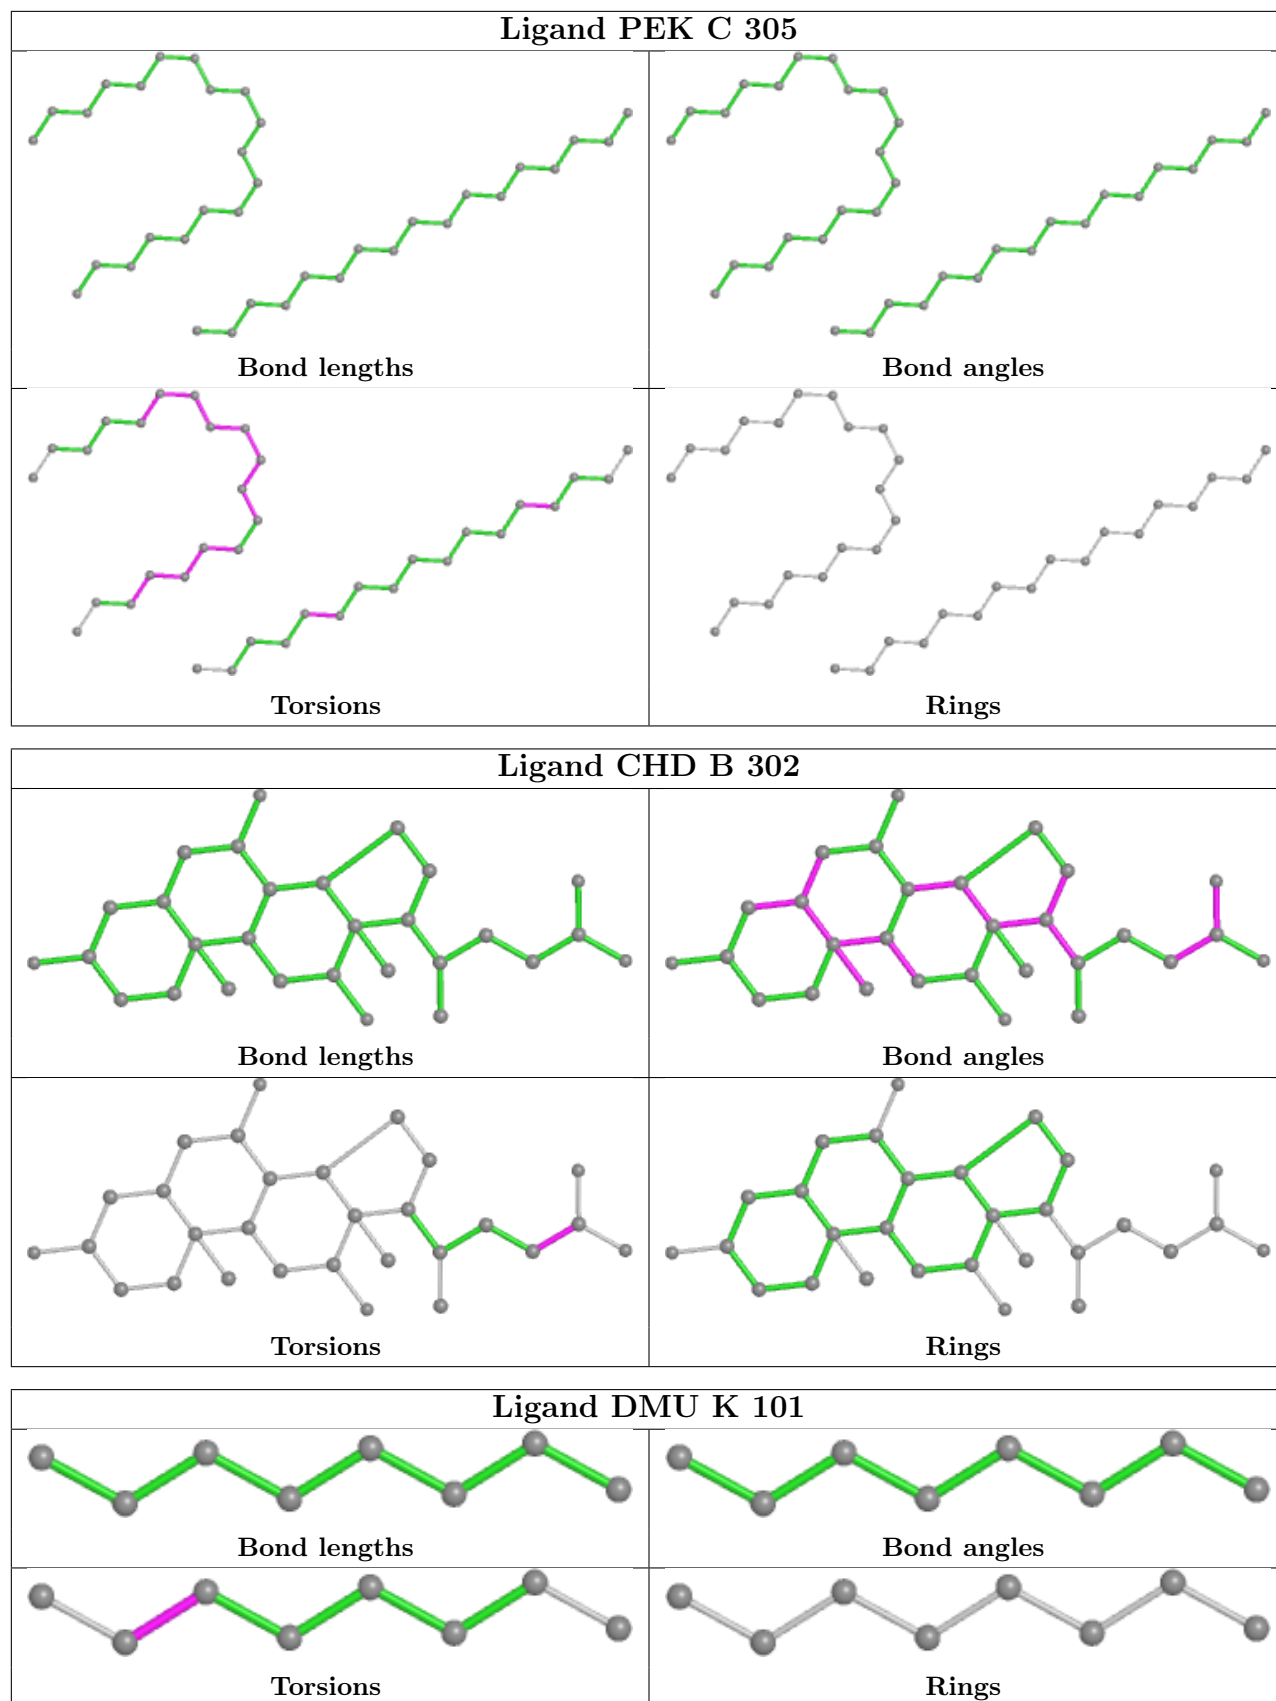 Ligand PEK C 305
Bond lengths
Bond angles
Torsions
Rings
Ligand CHD B 302
Bond lengths
Bond angles
Torsions
Rings
Ligand DMU K 101
Bond lengths
Bond angles
Torsions
Rings